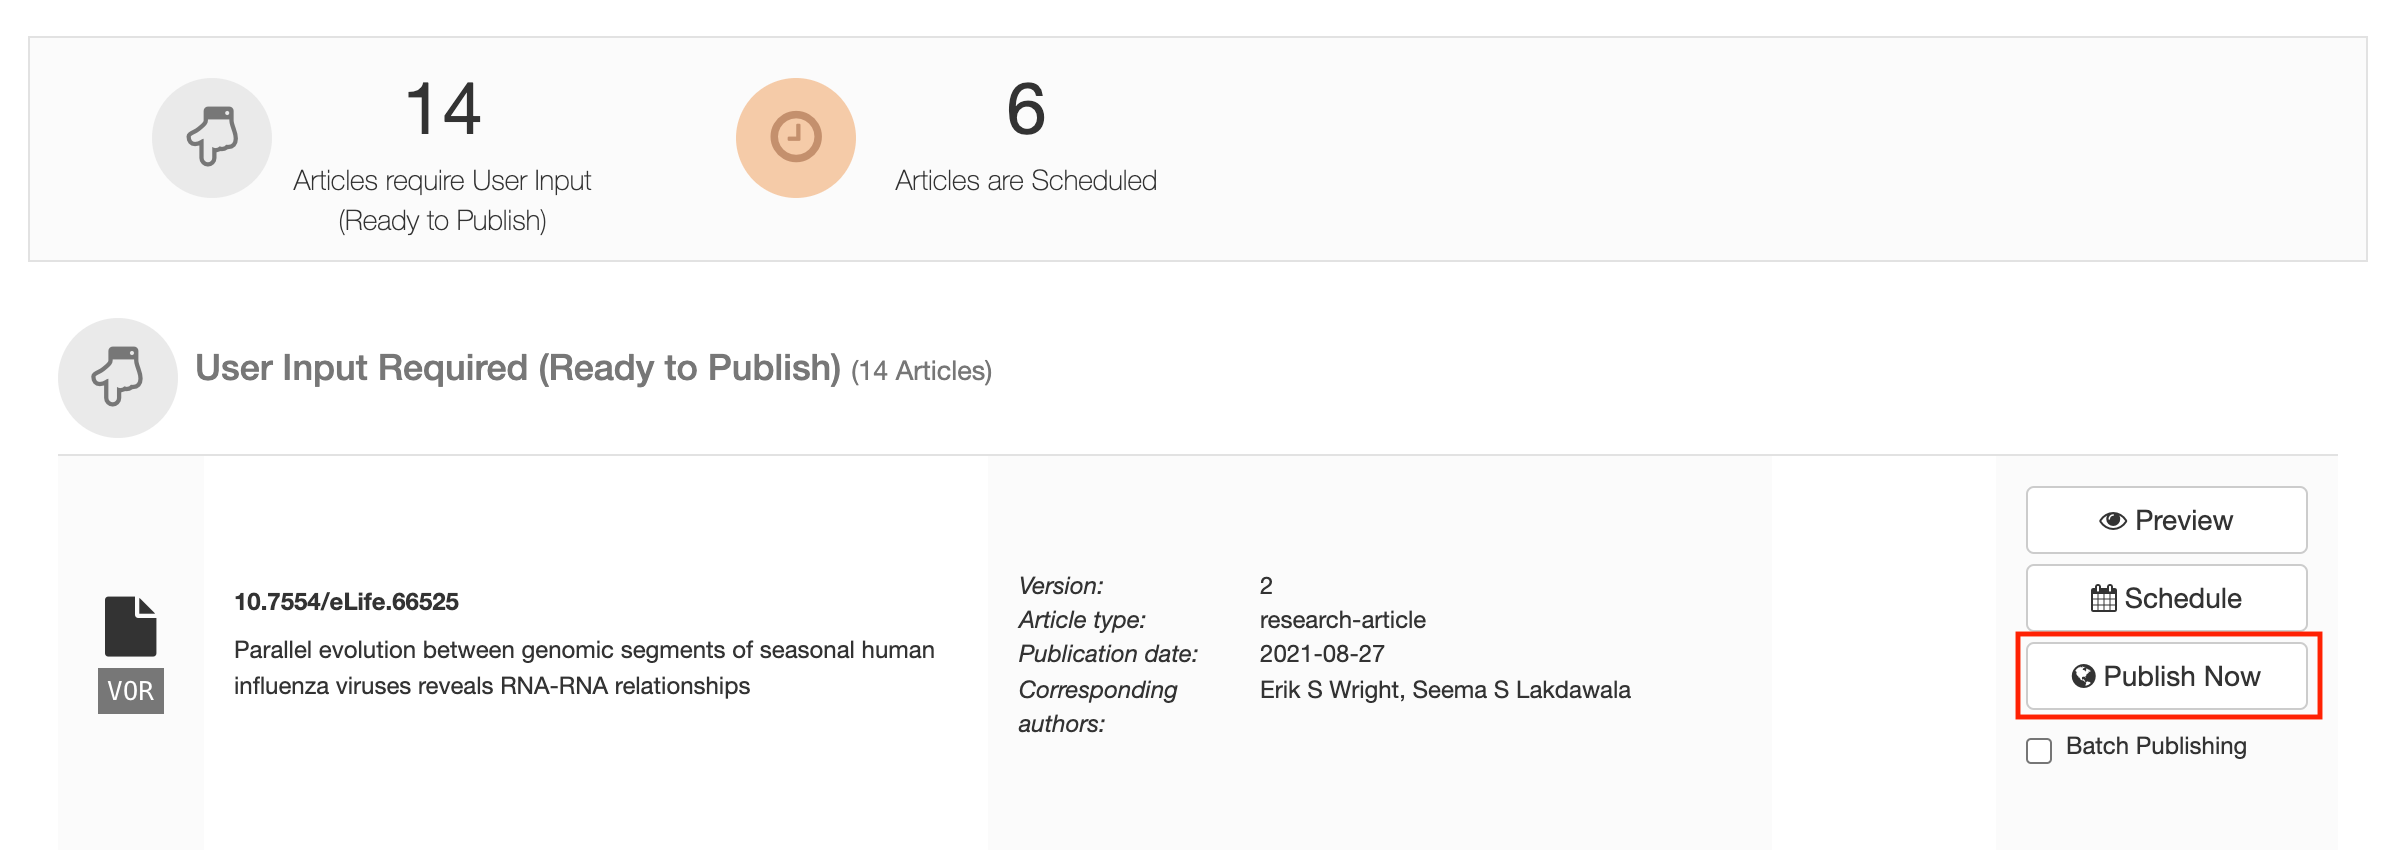 14
Articles require User Input
(Ready to Publish)
6
Articles are Scheduled
User Input Required (Ready to Publish) (14 Articles)
VOR
10.7554/eLife.66525
Parallel evolution between genomic segments of seasonal human
influenza viruses reveals RNA-RNA relationships
Version: 2
Article type: research-article
Publication date: 2021-08-27
Corresponding Erik S Wright, Seema S Lakdawala
authors:
Preview
Schedule
Publish Now
Batch Publishing